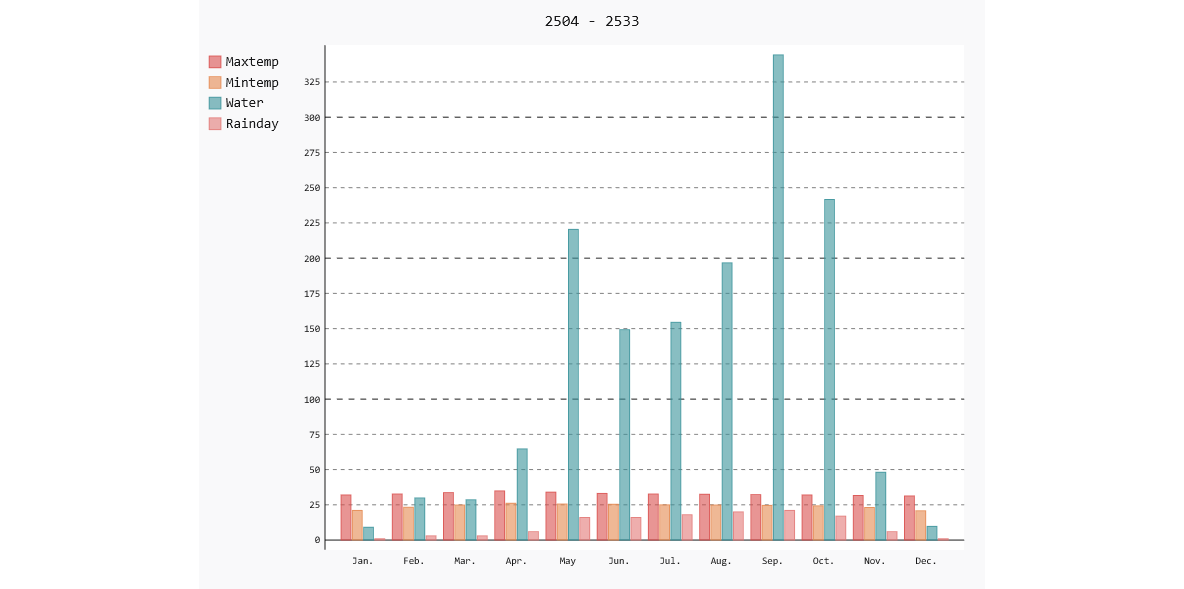 2504 - 2533
Maxtemp
Mintemp
Water
Rainday
325
300
275
250
225
200
175
150
125
100
75
50
25
0
Jan. Feb. Mar. Apr. May Jun. Jul. Aug. Sep. Oct. Nov. Dec.